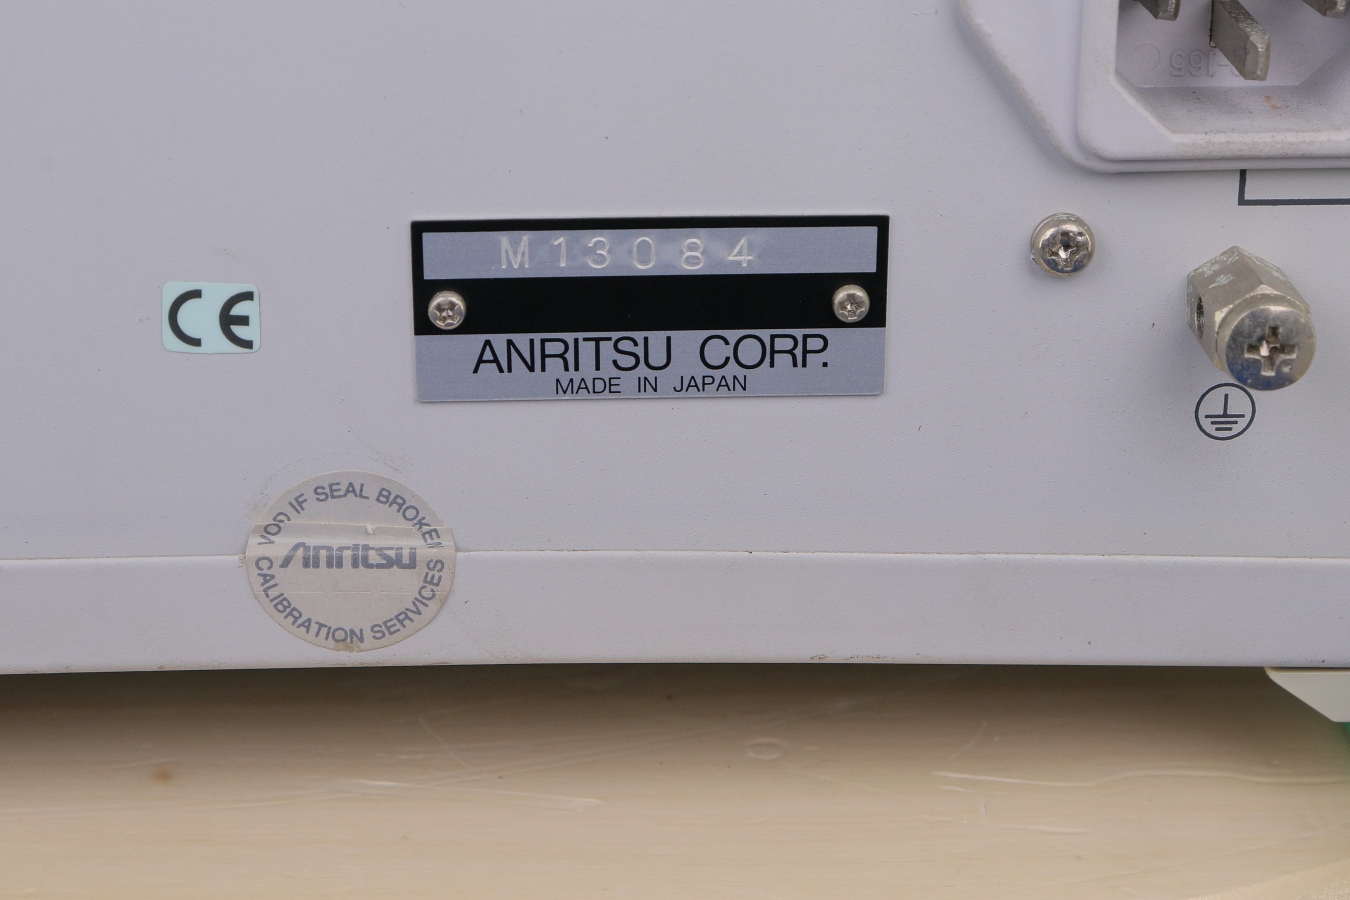 M13084
ANRITSU CORP.
MADE IN JAPAN
CE
VOID IF SEAL BROKEN
Anritsu
CALIBRATION SERVICES